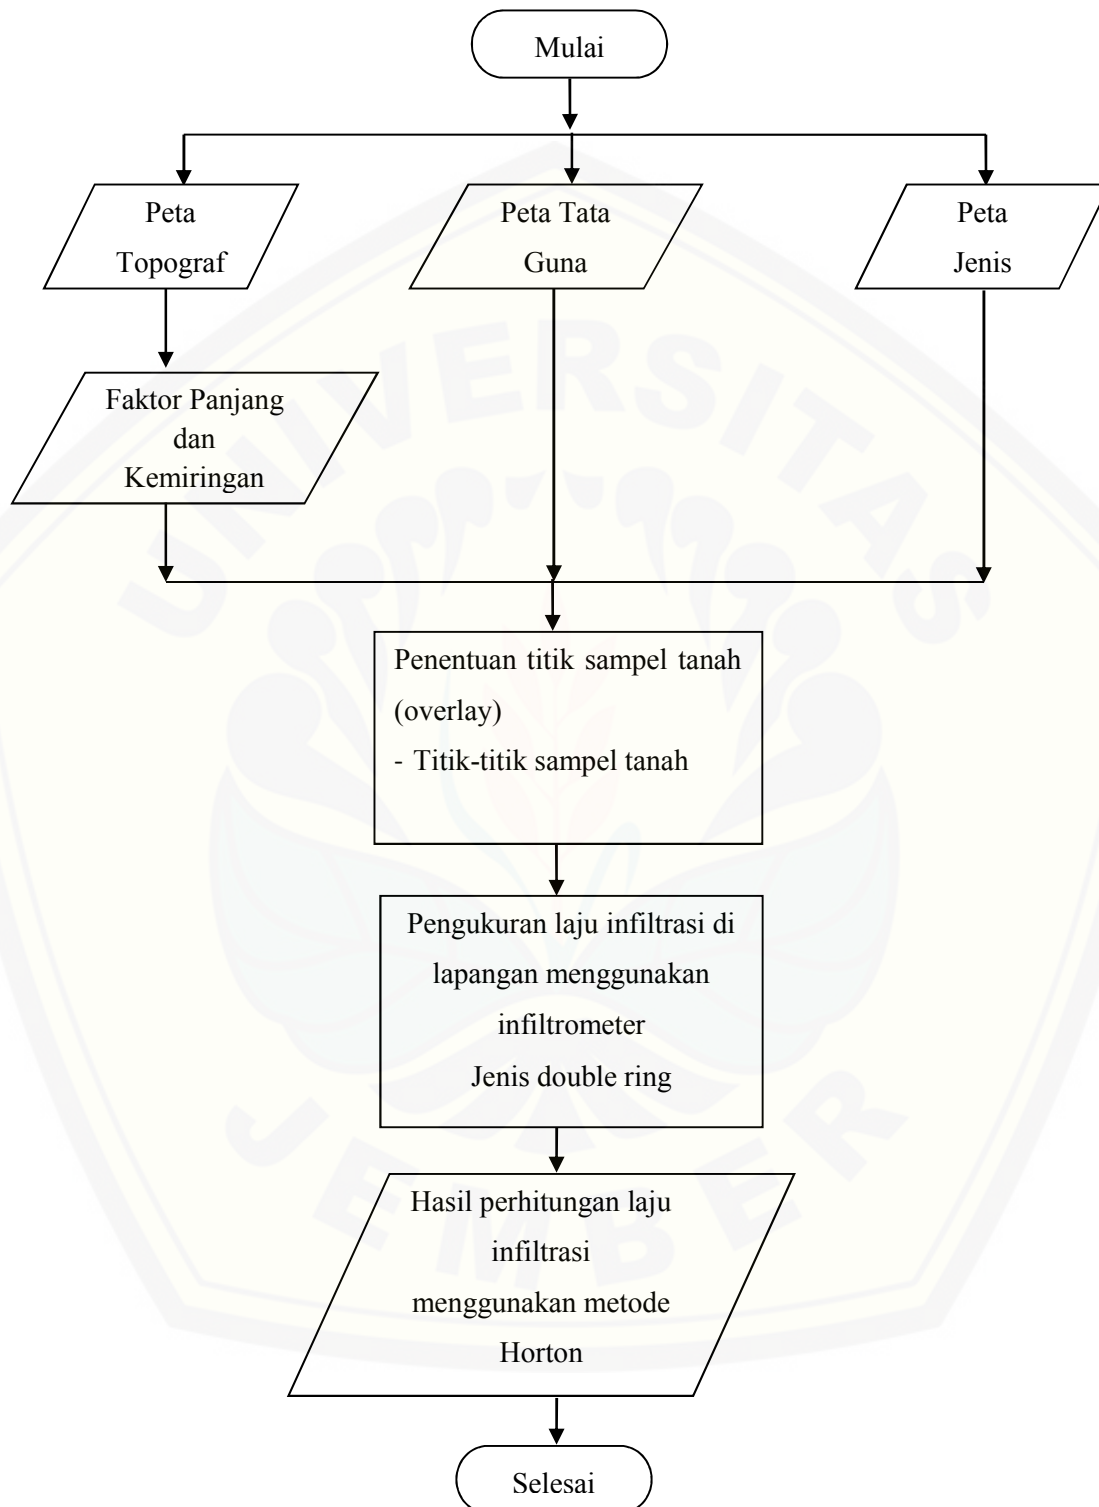 Mulai
Peta
Topograf
Peta Tata
Guna
Peta
Jenis
Faktor Panjang
dan
Kemiringan
Penentuan titik sampel tanah
(overlay)
- Titik-titik sampel tanah
Pengukuran laju infiltrasi di
lapangan menggunakan
infiltrometer
Jenis double ring
Hasil perhitungan laju
infiltrasi
menggunakan metode
Horton
Selesai
UNIVERSITAS
JEMBER